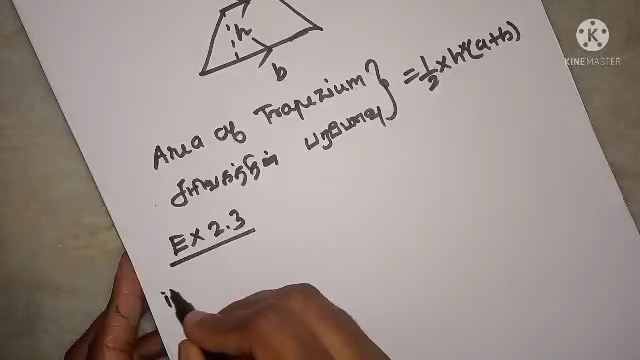 h
b
Area of Trapezium } = 1/2 × h × (a+b)
சரிவகத்தின் பரப்பளவு
Ex 2.3
i
KINEMASTER